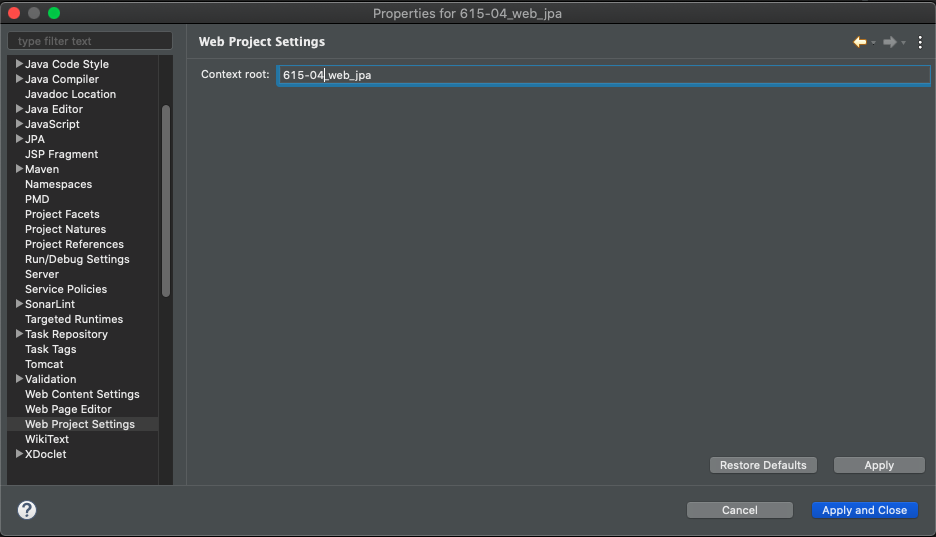 Properties for 615-04_web_jpa
type filter text
Java Code Style
Java Compiler
Javadoc Location
Java Editor
JavaScript
JPA
JSP Fragment
Maven
Namespaces
PMD
Project Facets
Project Natures
Project References
Run/Debug Settings
Server
Service Policies
SonarLint
Targeted Runtimes
Task Repository
Task Tags
Tomcat
Validation
Web Content Settings
Web Page Editor
Web Project Settings
WikiText
XDoclet
Web Project Settings
Context root: 615-04_web_jpa
Restore Defaults Apply
? Cancel Apply and Close